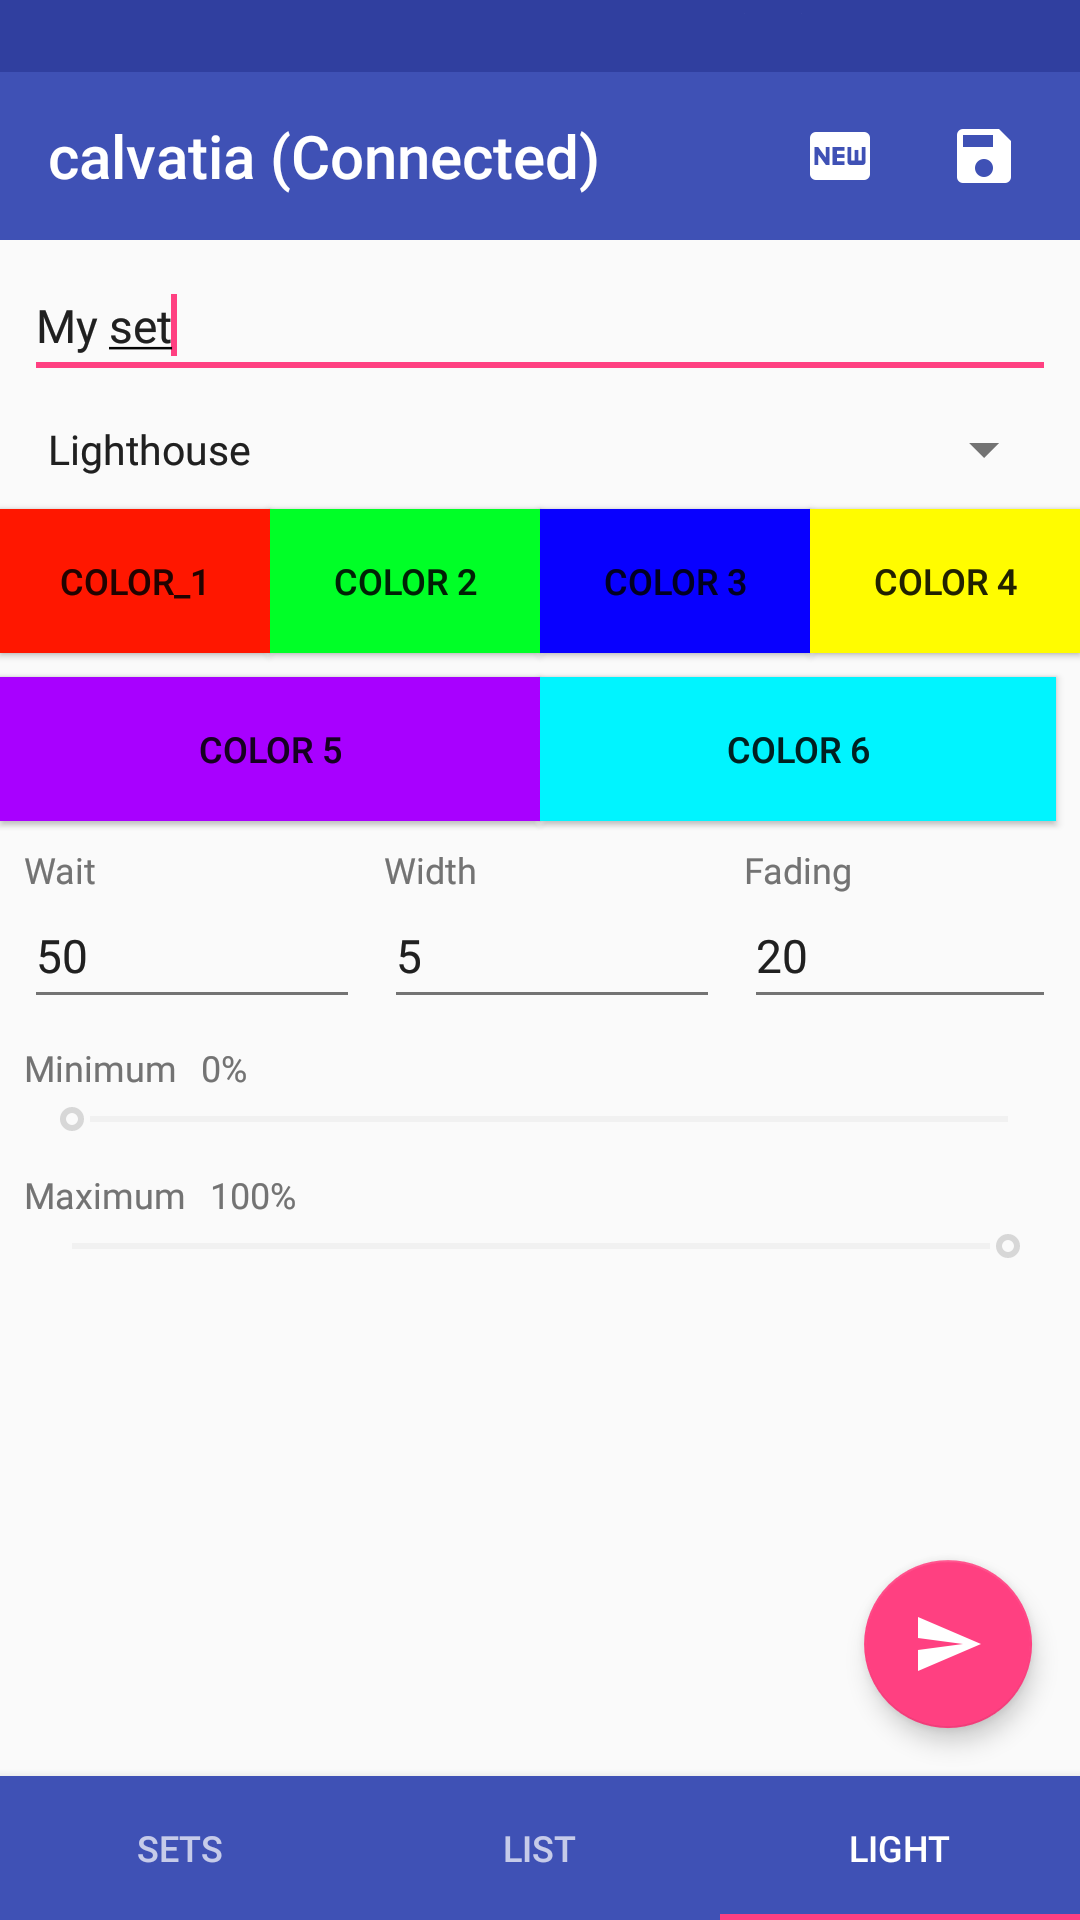 calvatia (Connected) NEW
My set
Lighthouse
COLOR_1 COLOR 2 COLOR 3 COLOR 4
COLOR 5 COLOR 6
Wait Width Fading
50 5 20
Minimum 0%
Maximum 100%
SETS LIST LIGHT